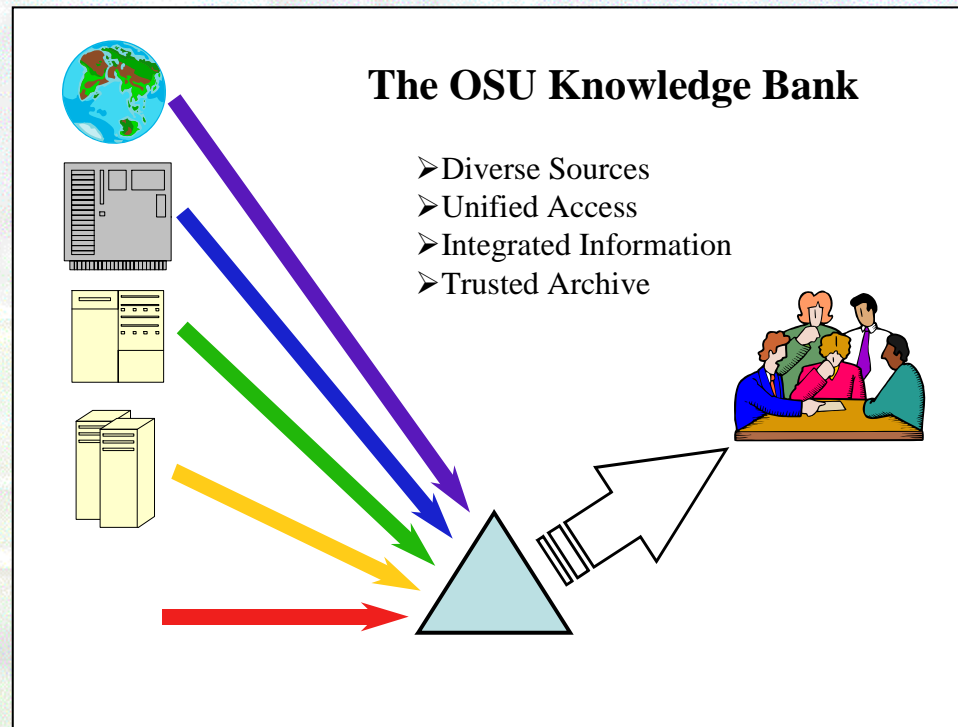 The OSU Knowledge Bank
➢Diverse Sources
➢Unified Access
➢Integrated Information
➢Trusted Archive